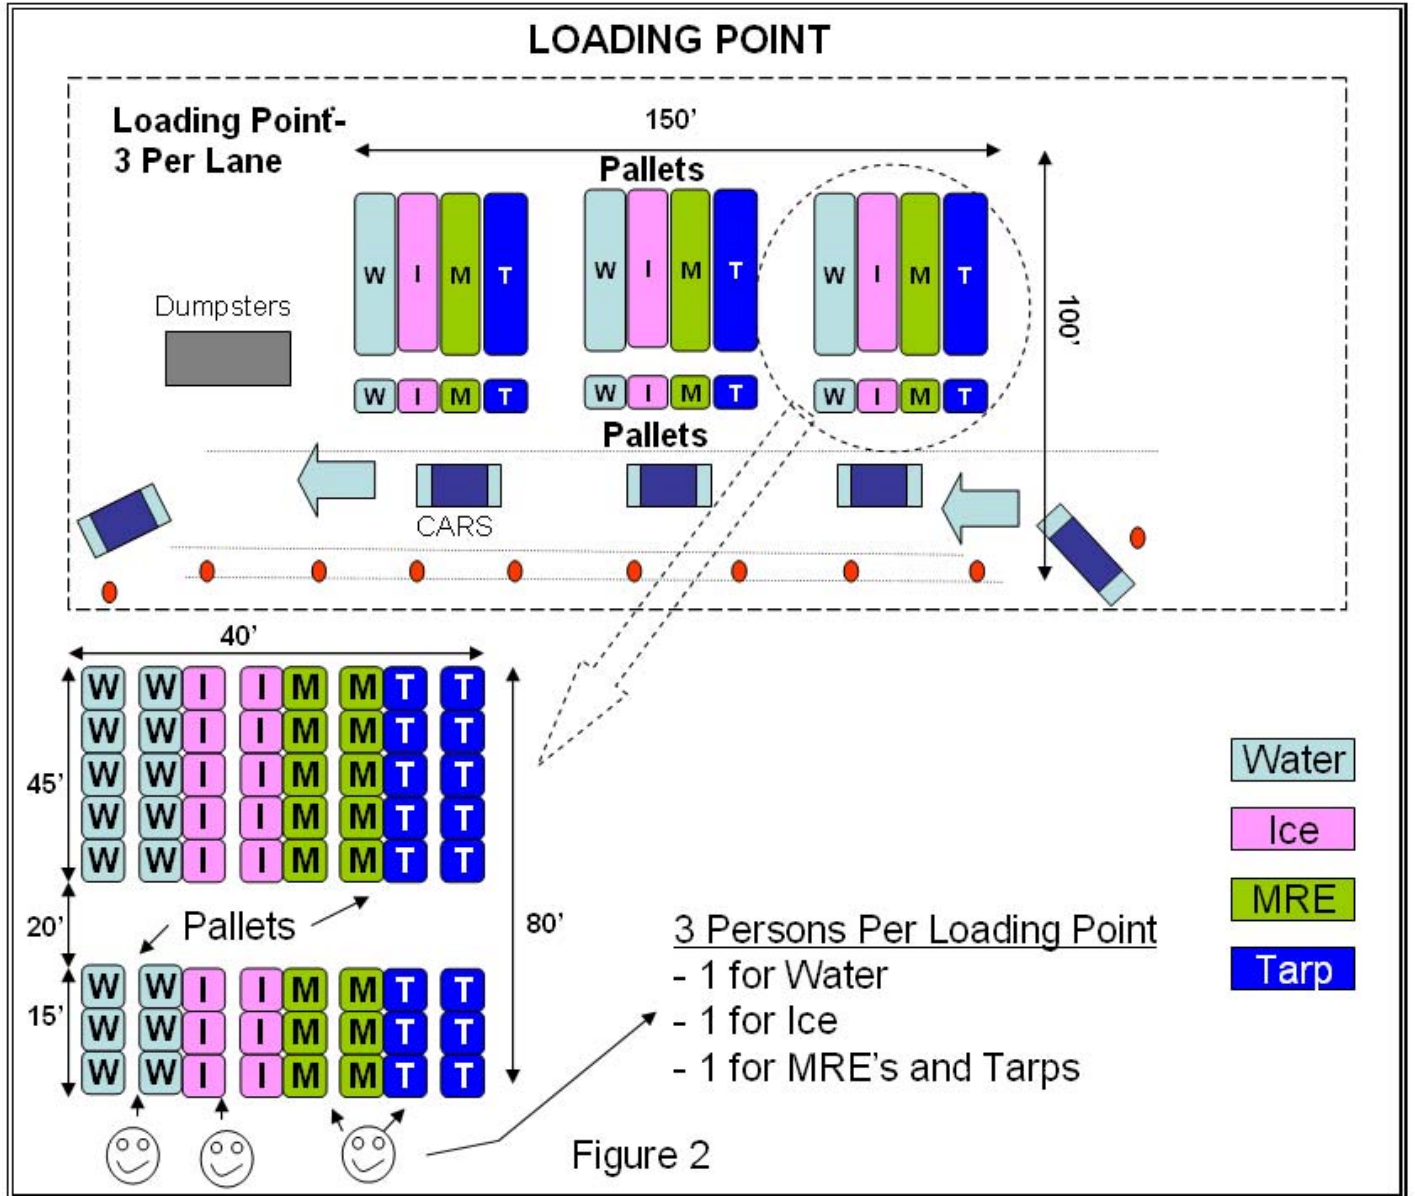 LOADING POINT
Loading Point*-
3 Per Lane
150’
Pallets
W I M T
W I M T
W I M T
100’
Dumpsters
W I M T
W I M T
W I M T
Pallets
CARS
40’
W W I I M M T T
W W I I M M T T
W W I I M M T T
W W I I M M T T
W W I I M M T T
45’
20’
Pallets
80’
W W I I M M T T
W W I I M M T T
W W I I M M T T
15’
3 Persons Per Loading Point
- 1 for Water
- 1 for Ice
- 1 for MRE’s and Tarps
Water
Ice
MRE
Tarp
Figure 2